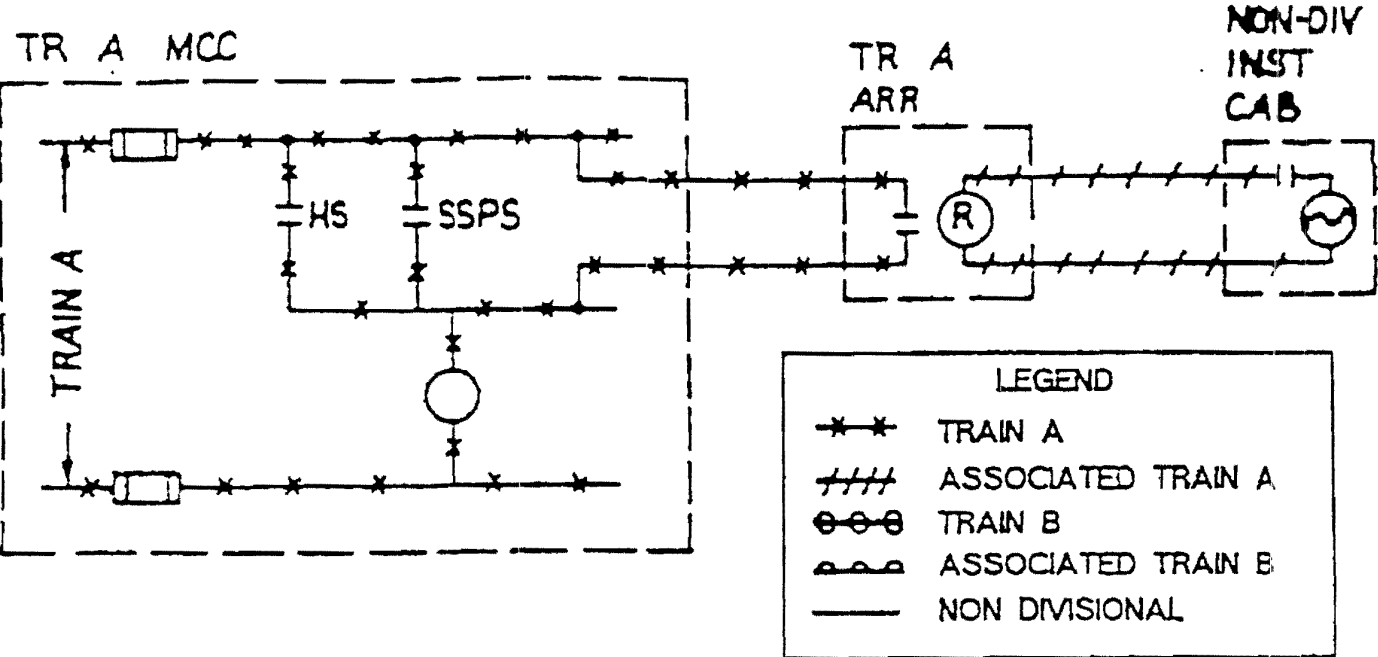 TR A MCC
TR A
ARR
NON-DIV
INST
CAB
HS
SSPS
R
TRAIN A
LEGEND
TRAIN A
ASSOCIATED TRAIN A
TRAIN B
ASSOCIATED TRAIN B
NON DIVISIONAL